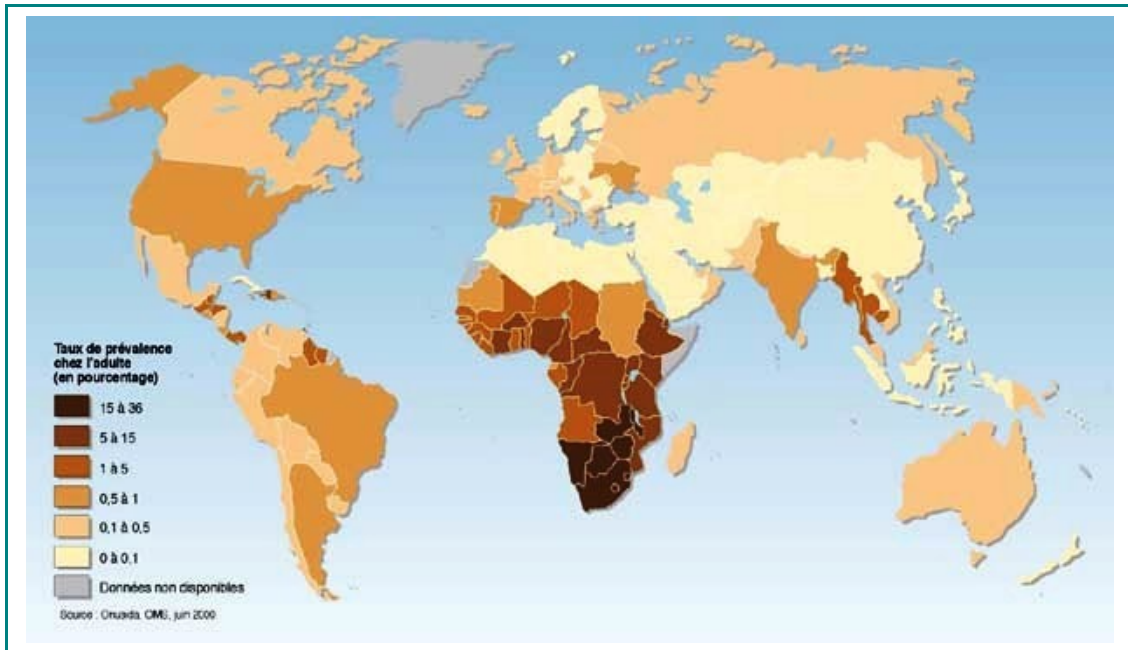 Taux de prévalence
chez l'adulte
(en pourcentage)
15 à 36
5 à 15
1 à 5
0,5 à 1
0,1 à 0,5
0 à 0,1
Données non disponibles
Source : Onusida, OMS, juin 2000